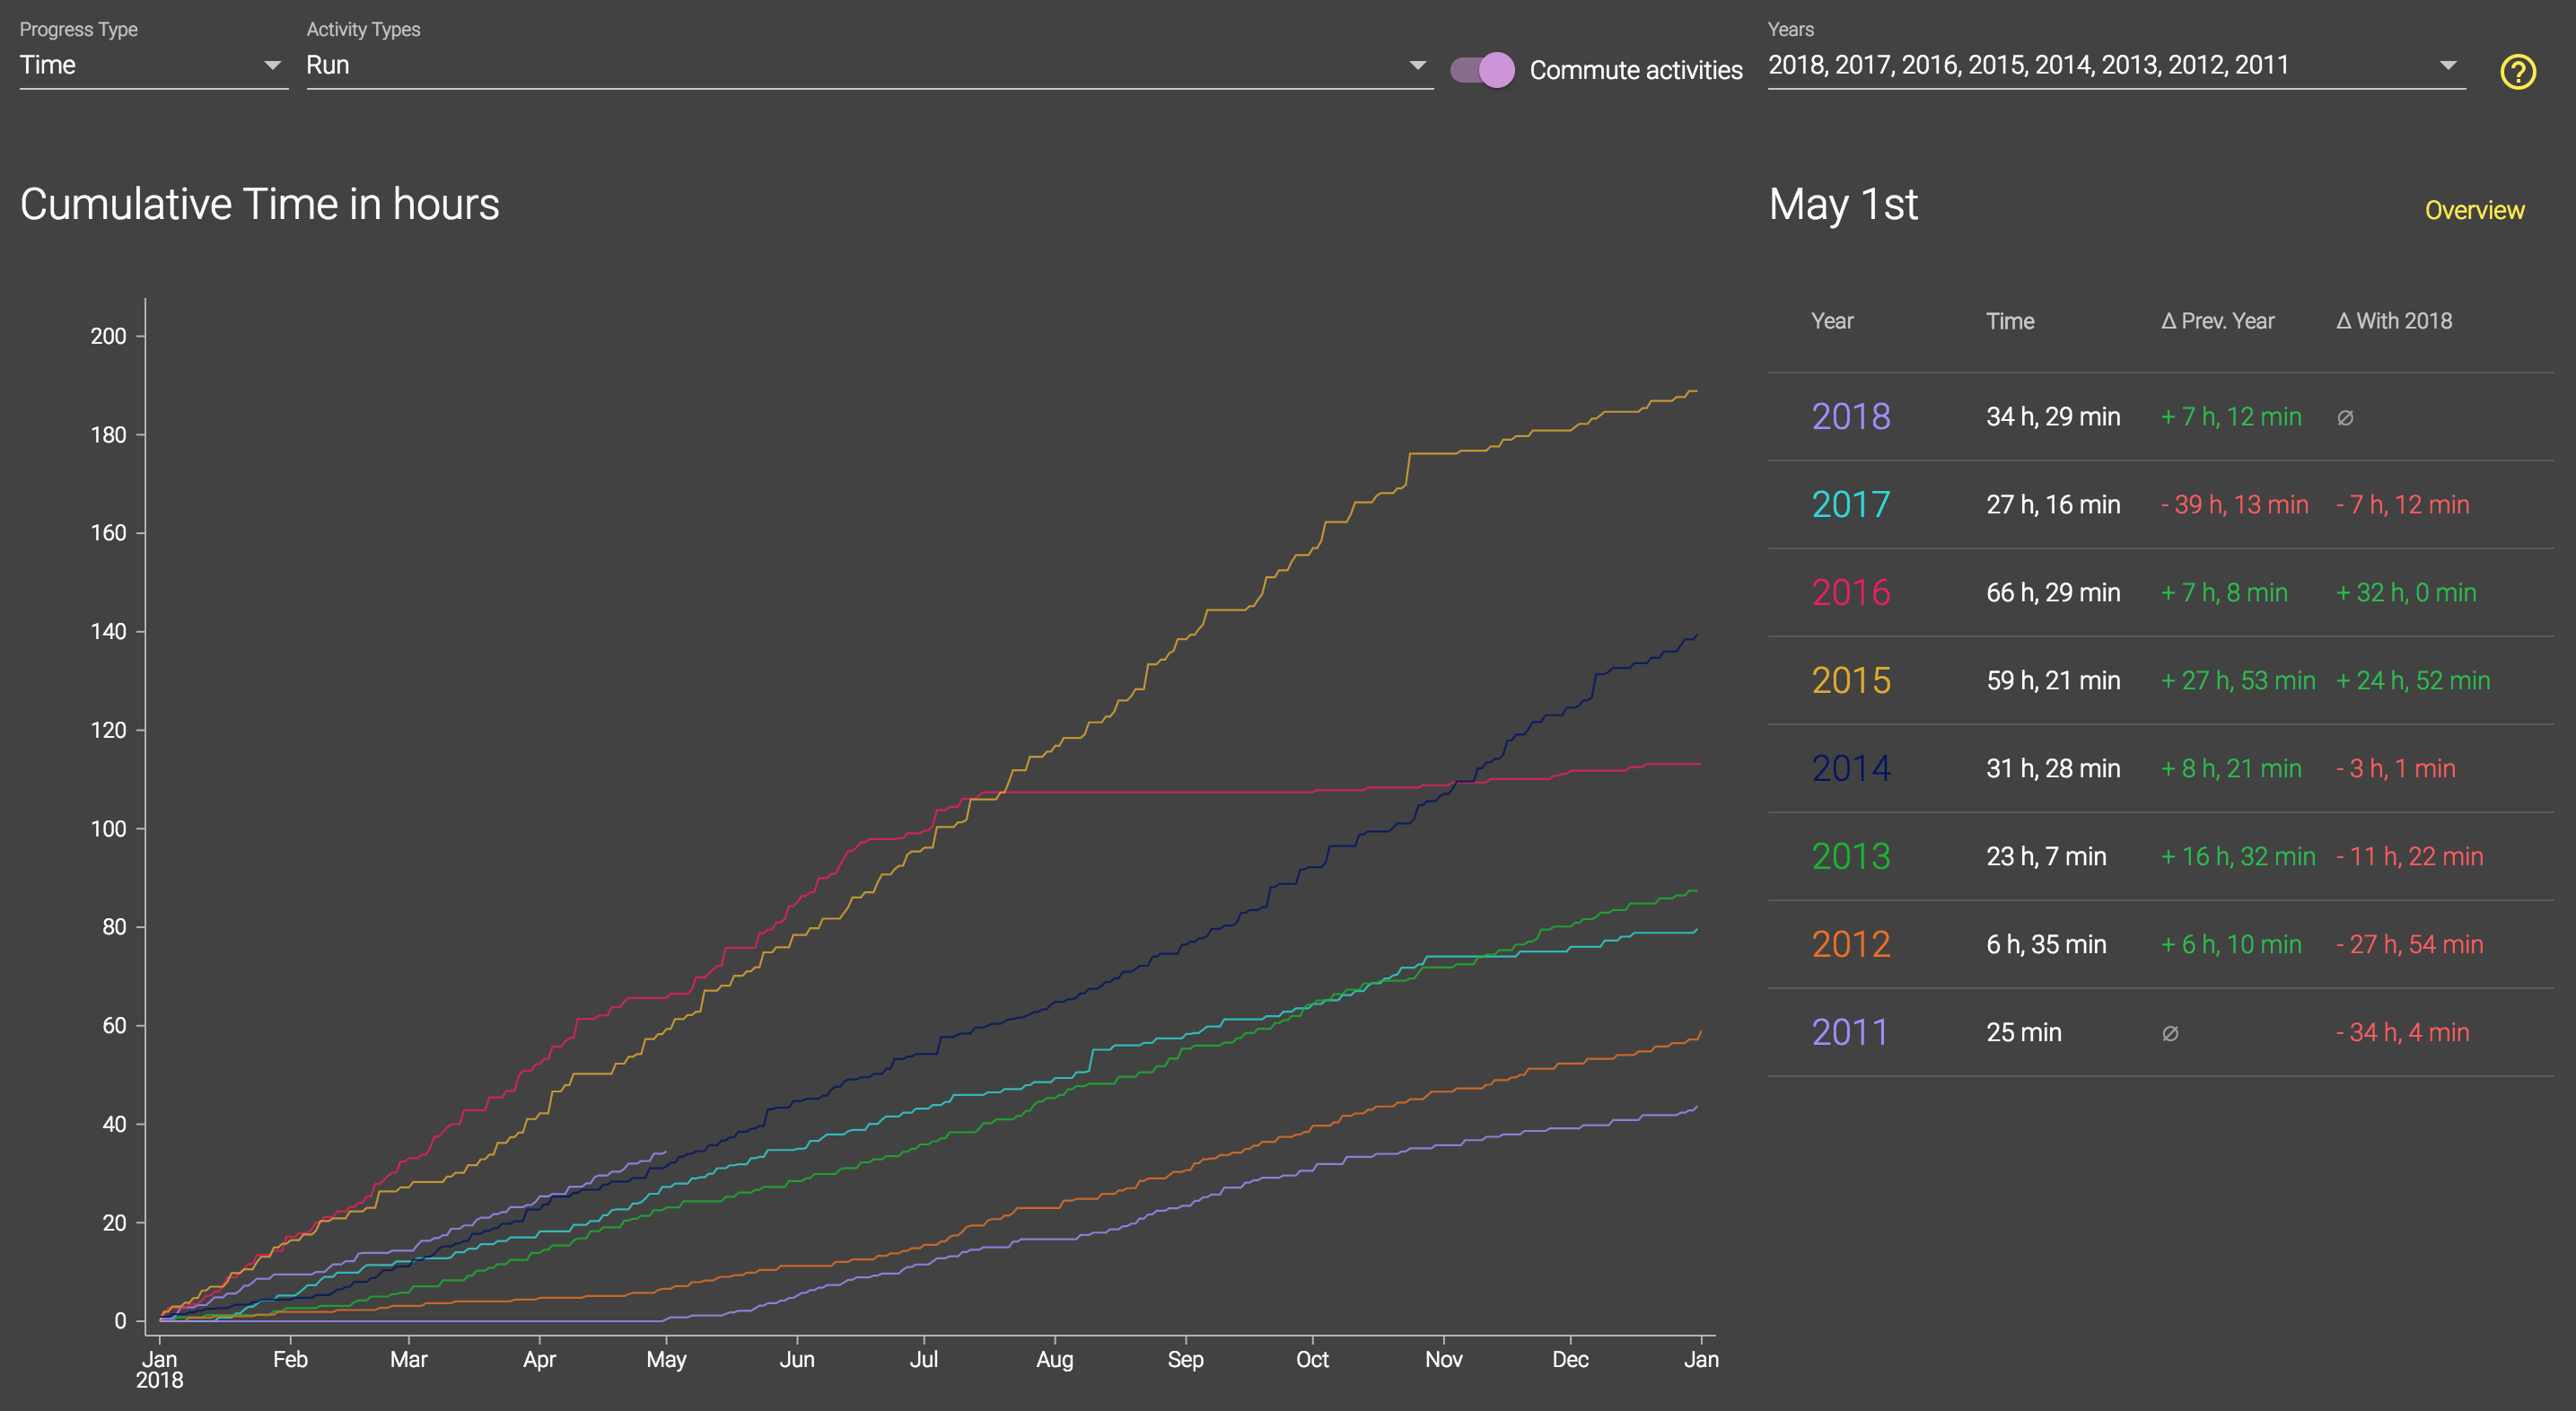 Progress Type
Time
Activity Types
Run
Commute activities
Years
2018, 2017, 2016, 2015, 2014, 2013, 2012, 2011
?
Cumulative Time in hours
200
180
160
140
120
100
80
60
40
20
0
Jan Feb Mar Apr May Jun Jul Aug Sep Oct Nov Dec Jan
2018
May 1st
Overview
Year Time Δ Prev. Year Δ With 2018
2018 34 h, 29 min + 7 h, 12 min ∅
2017 27 h, 16 min - 39 h, 13 min - 7 h, 12 min
2016 66 h, 29 min + 7 h, 8 min + 32 h, 0 min
2015 59 h, 21 min + 27 h, 53 min + 24 h, 52 min
2014 31 h, 28 min + 8 h, 21 min - 3 h, 1 min
2013 23 h, 7 min + 16 h, 32 min - 11 h, 22 min
2012 6 h, 35 min + 6 h, 10 min - 27 h, 54 min
2011 25 min ∅ - 34 h, 4 min